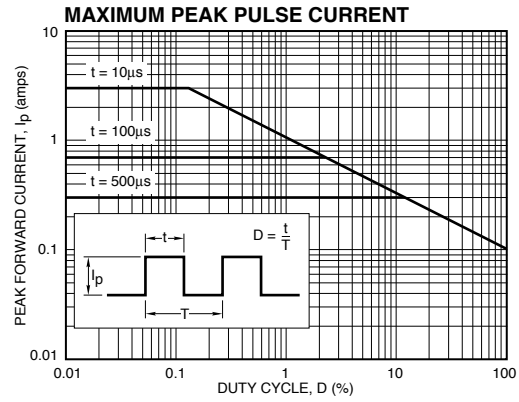 MAXIMUM PEAK PULSE CURRENT
PEAK FORWARD CURRENT, Ip (amps)
10
1
0.1
0.01
t = 10µs
t = 100µs
t = 500µs
t
D = t/T
Ip
T
0.01 0.1 1 10 100
DUTY CYCLE, D (%)